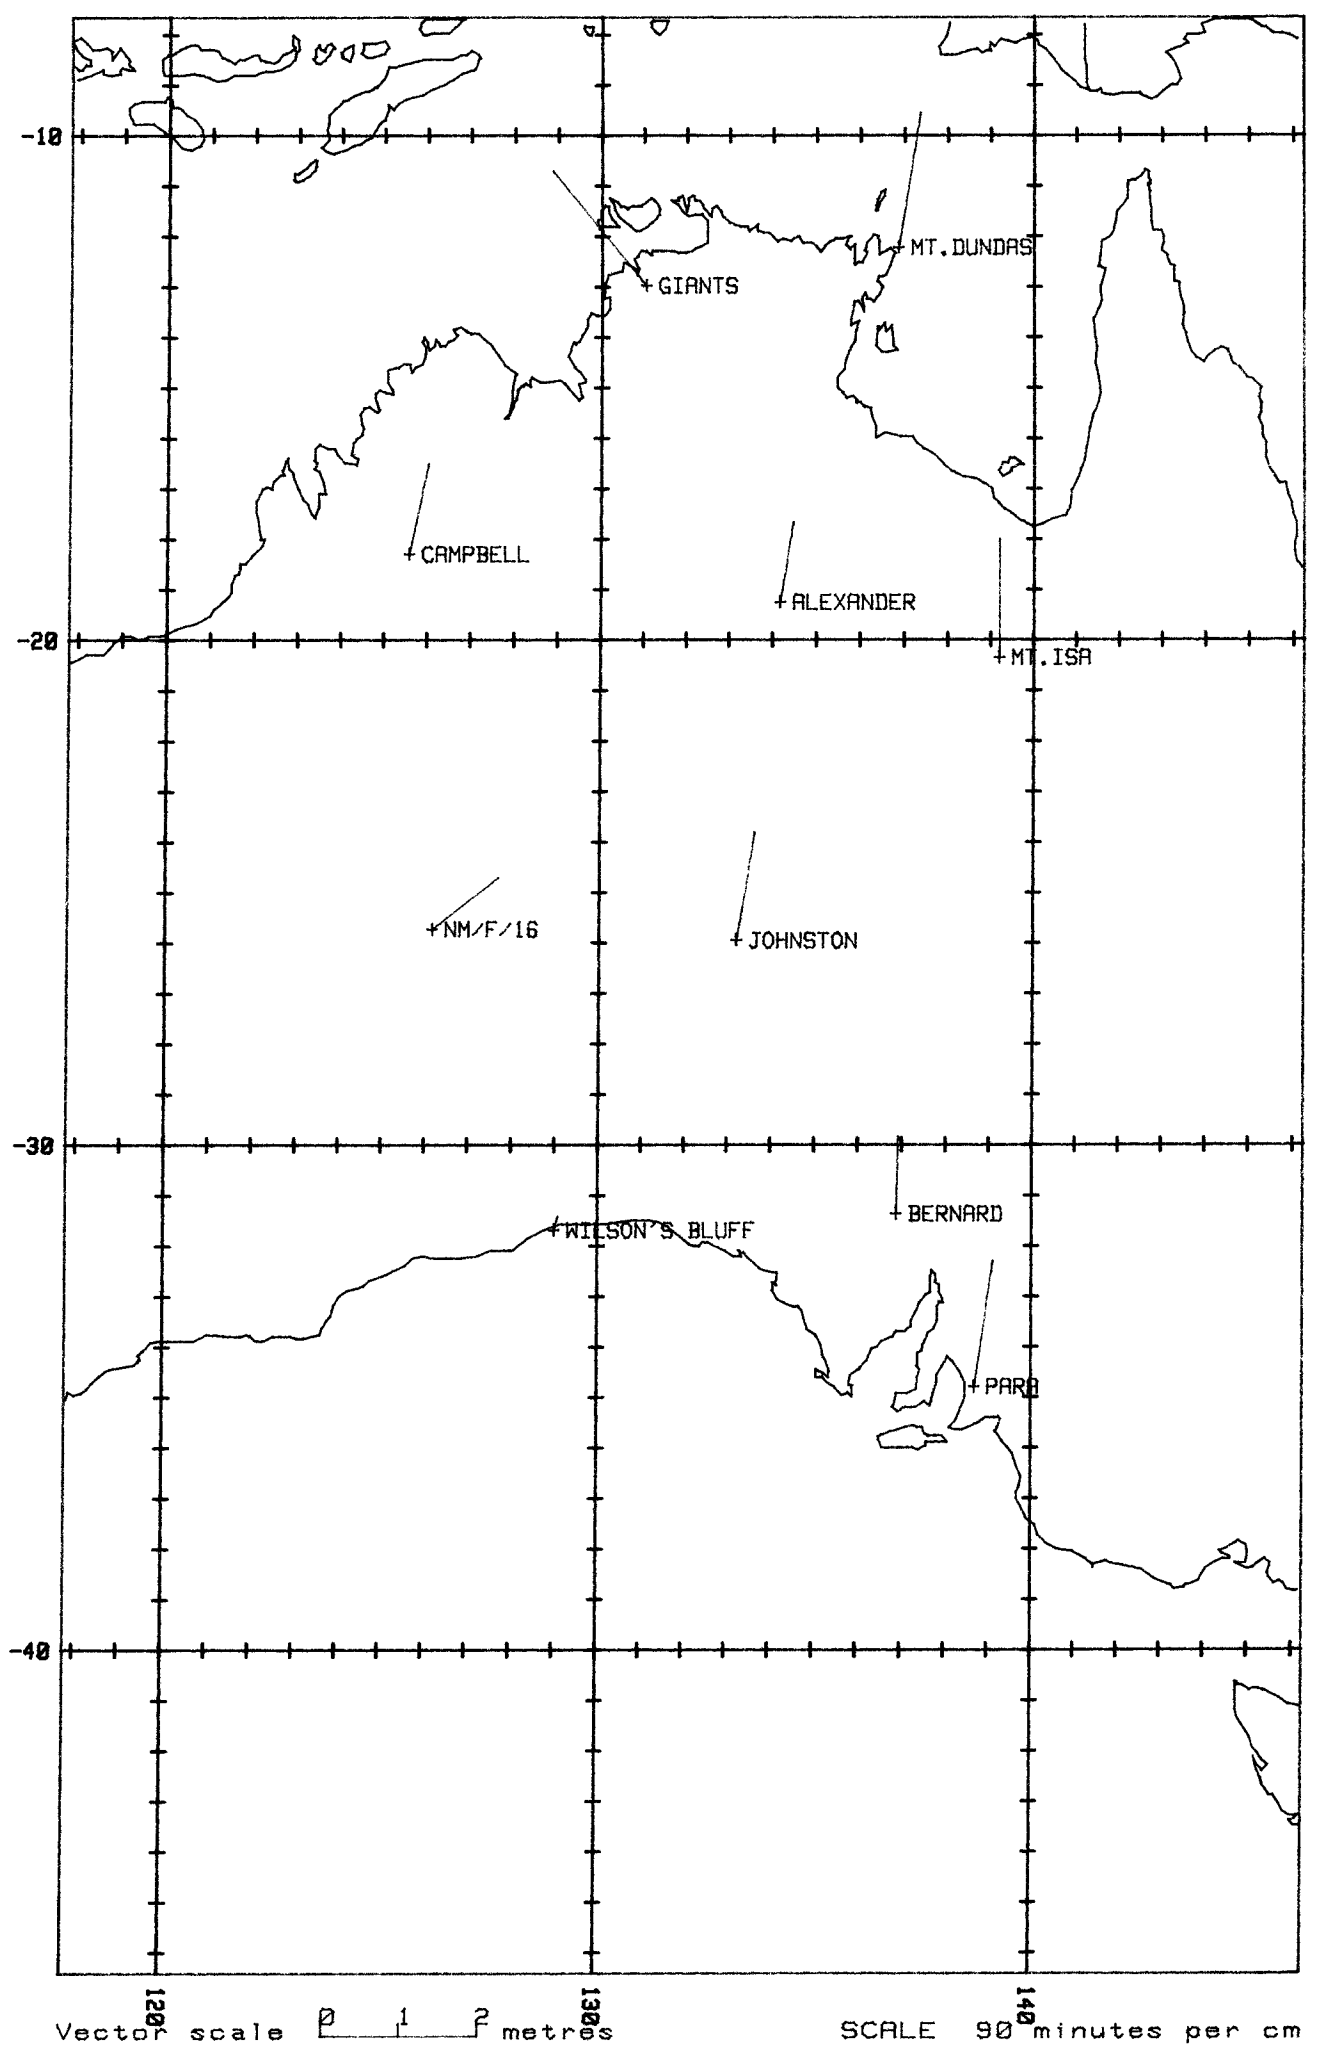 -10
MT.DUNDAS
GIANTS
CAMPBELL
ALEXANDER
-20
MT.ISA
NM/F/16
JOHNSTON
-30
BERNARD
WILSON'S BLUFF
PARA
-40
120 130 140
Vector scale 0 1 2 metres SCALE 90 minutes per cm